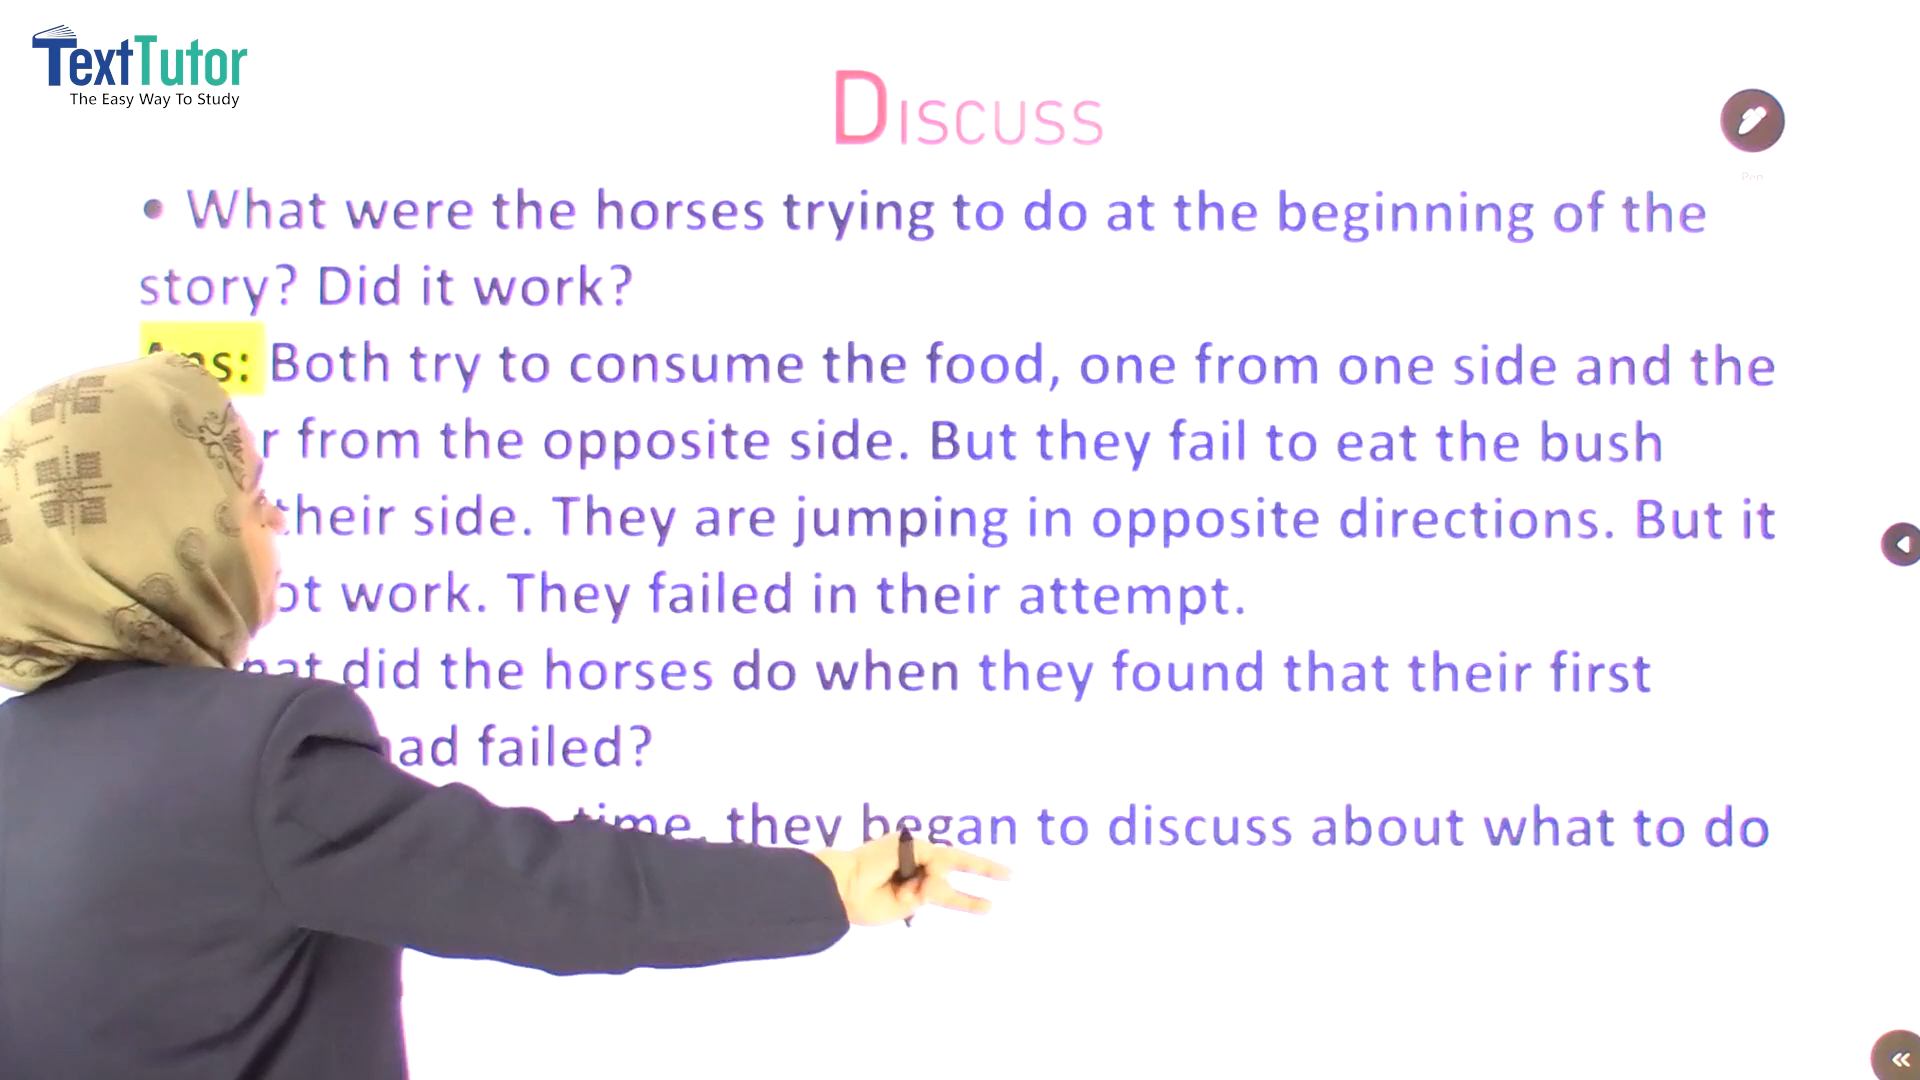 TextTutor
The Easy Way To Study
Discuss
Pen
• What were the horses trying to do at the beginning of the
story? Did it work?
Ans: Both try to consume the food, one from one side and the
from the opposite side. But they fail to eat the bush
their side. They are jumping in opposite directions. But it
work. They failed in their attempt.
did the horses do when they found that their first
had failed?
time, they began to discuss about what to do